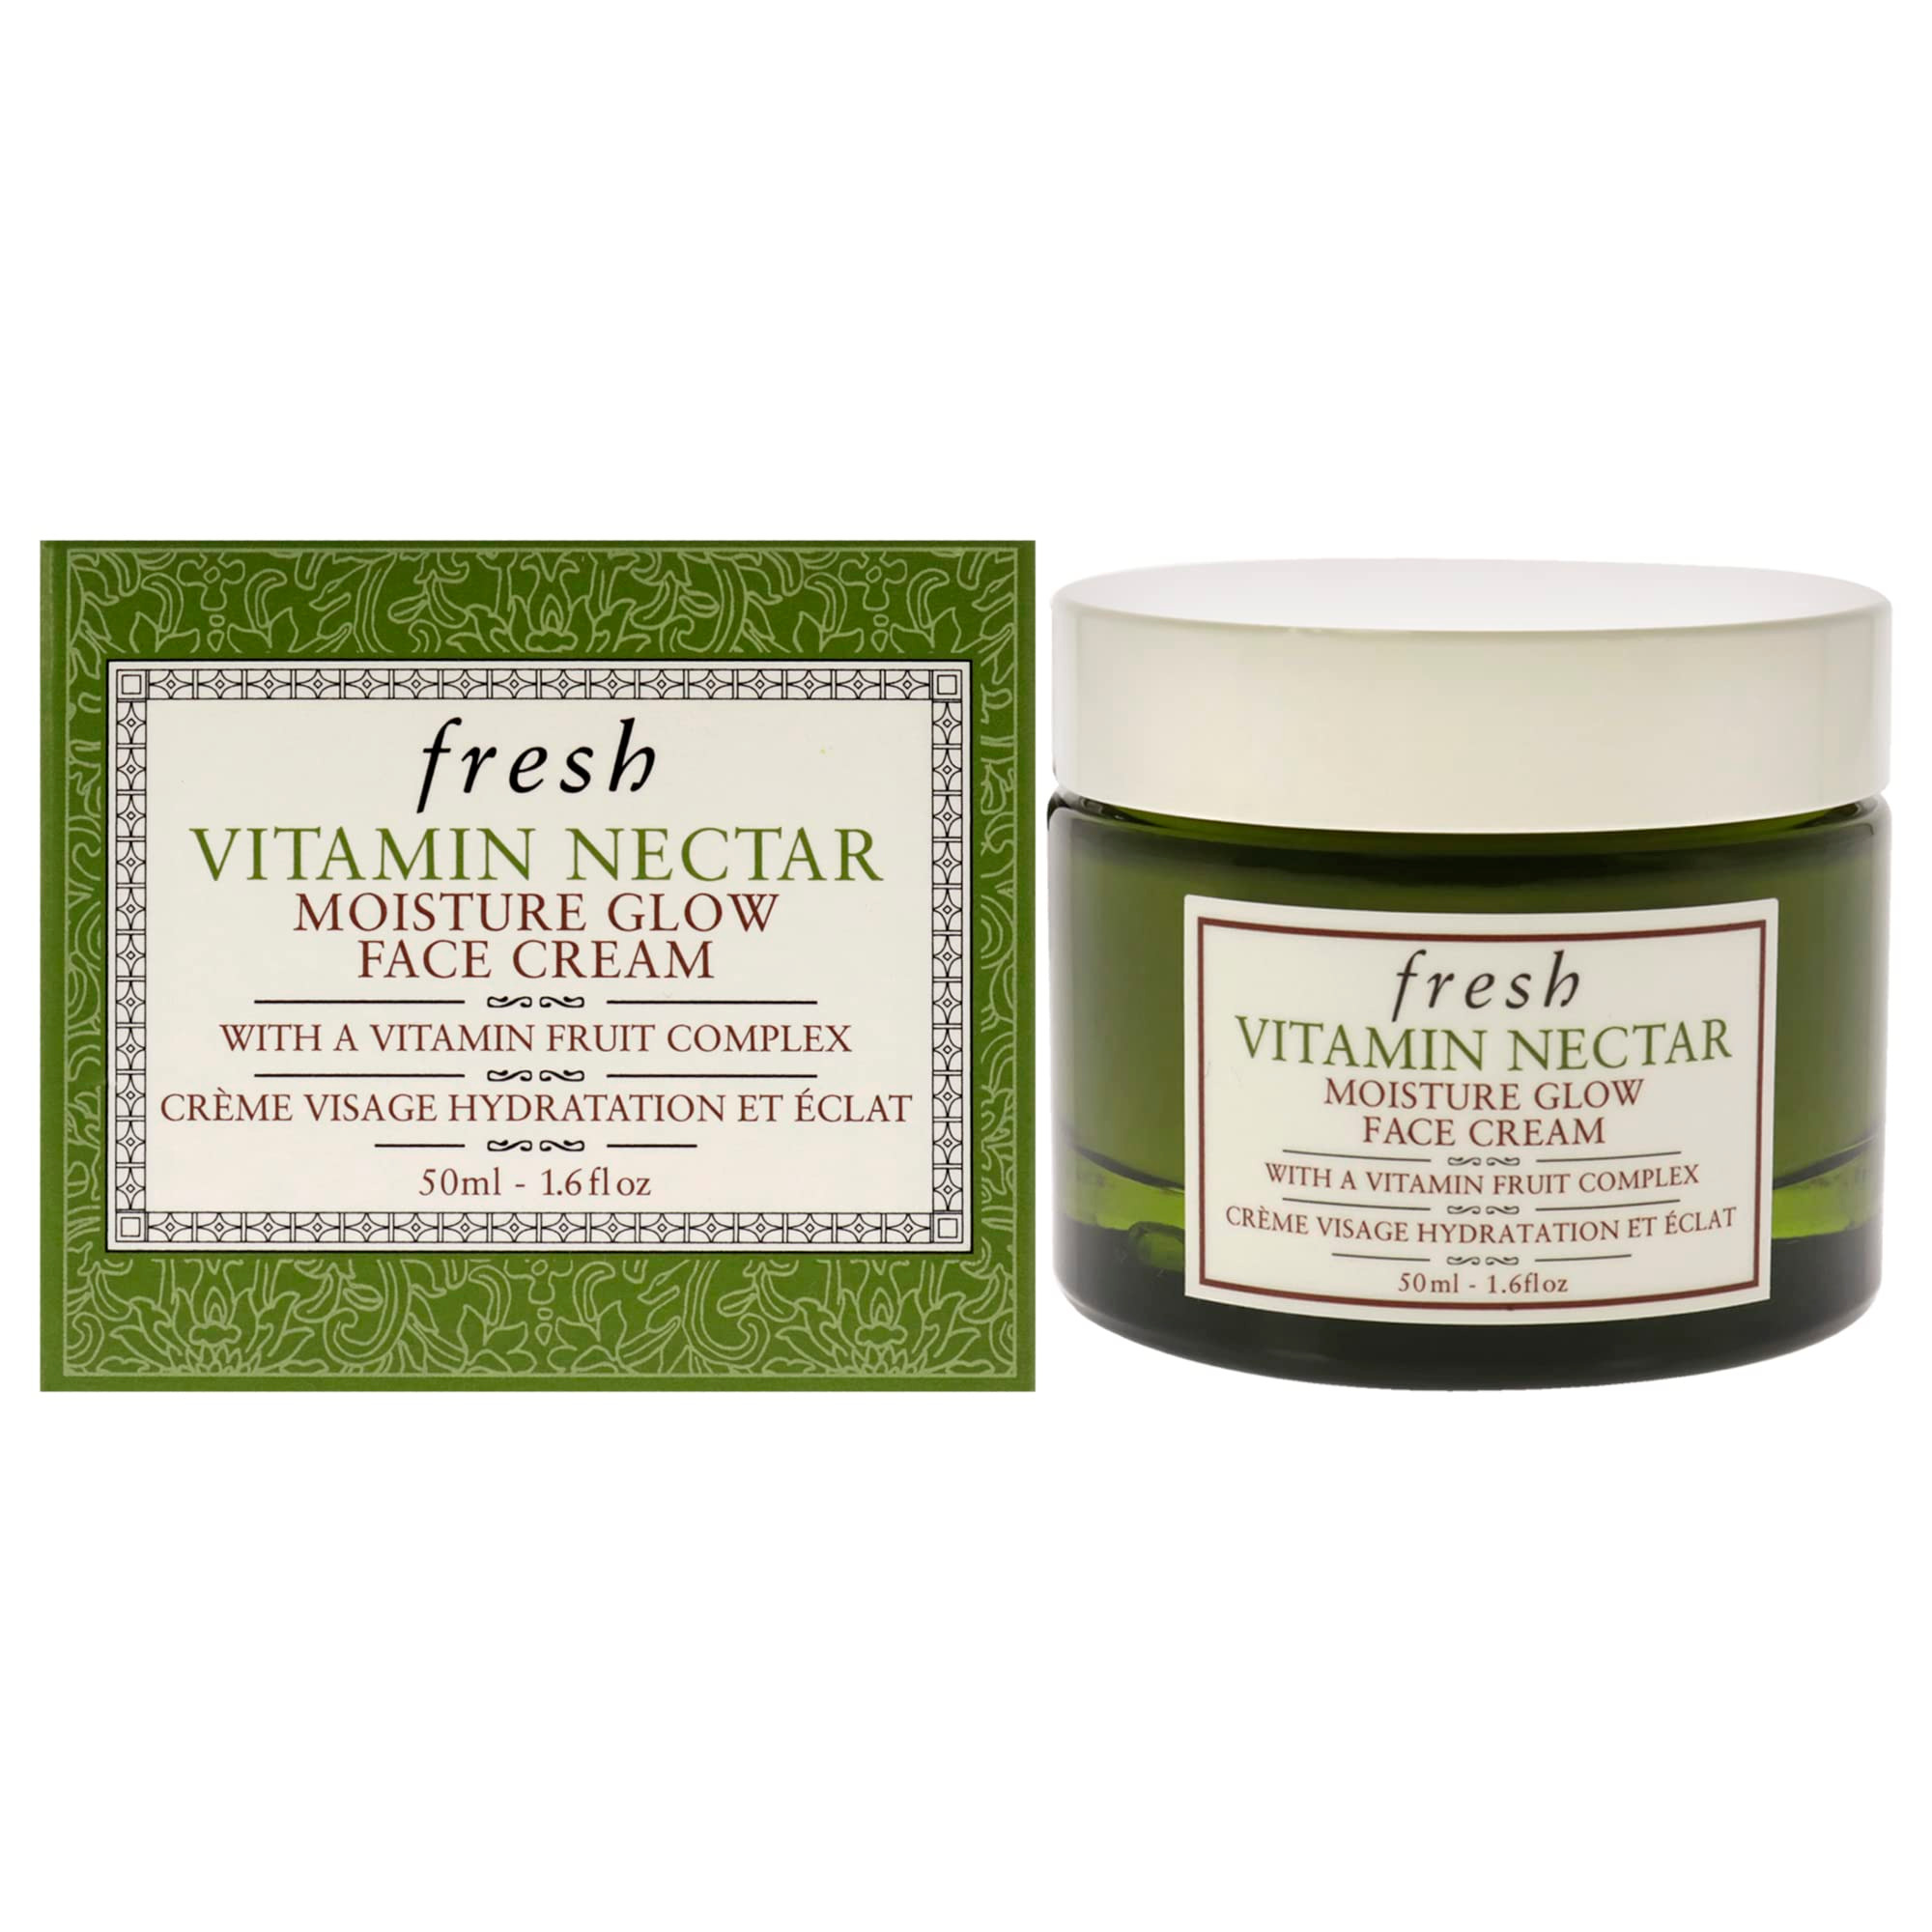 fresh
VITAMIN NECTAR
MOISTURE GLOW
FACE CREAM
WITH A VITAMIN FRUIT COMPLEX
CRÈME VISAGE HYDRATATION ET ÉCLAT
50ml - 1.6 fl oz
fresh
VITAMIN NECTAR
MOISTURE GLOW
FACE CREAM
WITH A VITAMIN FRUIT COMPLEX
CRÈME VISAGE HYDRATATION ET ÉCLAT
50ml - 1.6fl oz